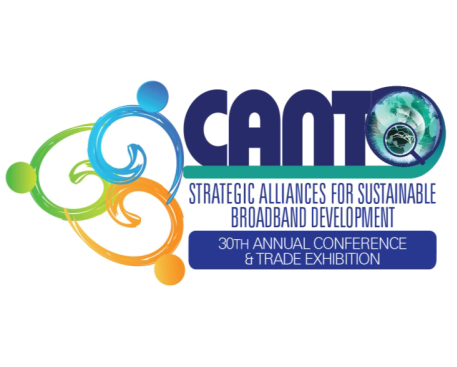 CANTO
STRATEGIC ALLIANCES FOR SUSTAINABLE
BROADBAND DEVELOPMENT
30TH ANNUAL CONFERENCE
& TRADE EXHIBITION